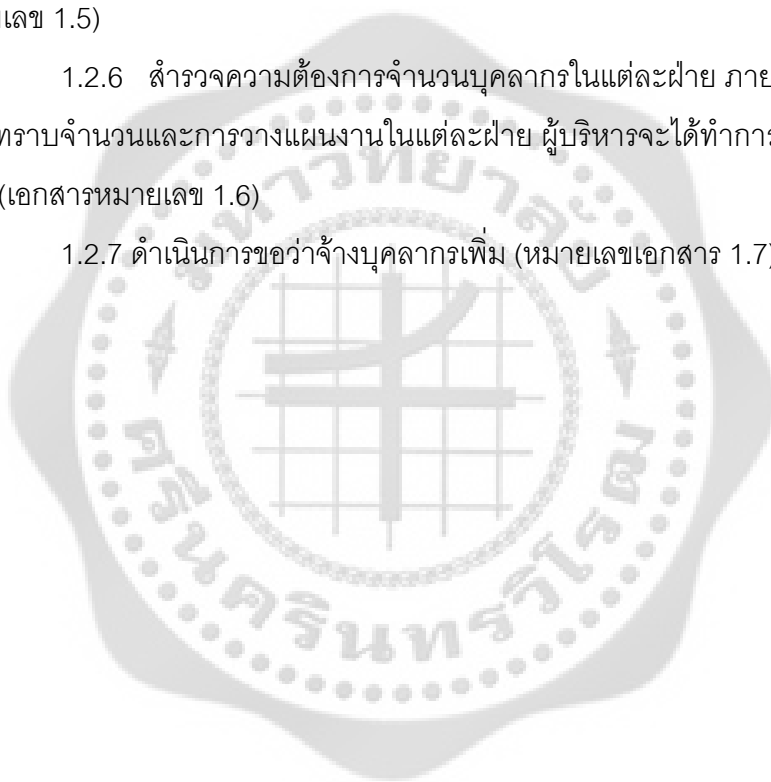 ยเลข 1.5)
1.2.6 สำรวจความต้องการจำนวนบุคลากรในแต่ละฝ่าย ภาย
ทราบจำนวนและการวางแผนงานในแต่ละฝ่าย ผู้บริหารจะได้ทำการ
(เอกสารหมายเลข 1.6)
1.2.7 ดำเนินการขอว่าจ้างบุคลากรเพิ่ม (หมายเลขเอกสาร 1.7)
มหาวิทยาลัย
ศรีนครินทรวิโรฒ